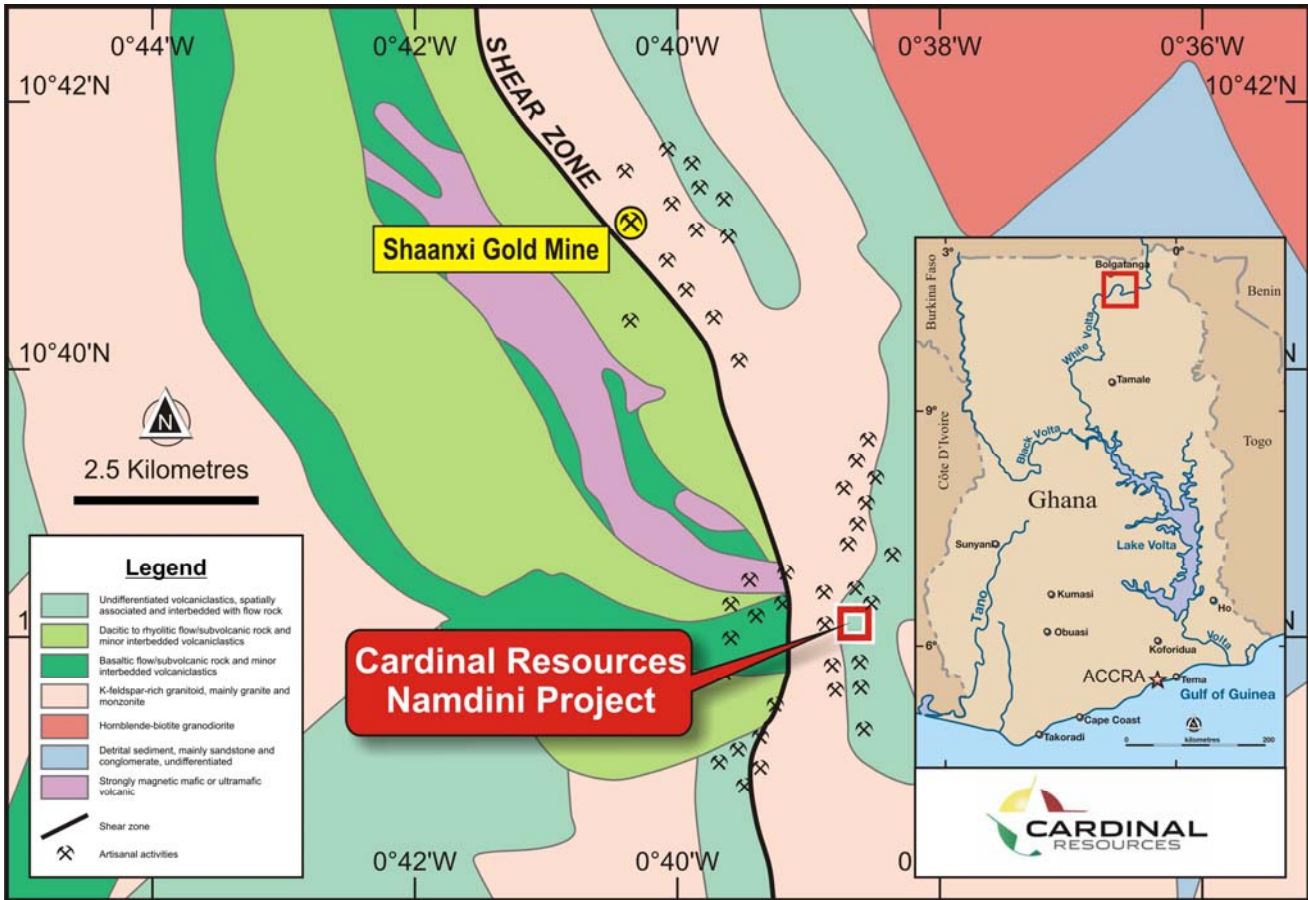 0°44'W
0°42'W
0°40'W
0°38'W
0°36'W
10°42'N
10°42'N
SHEAR ZONE
Shaanxi Gold Mine
10°40'N
N
N
2.5 Kilometres
Legend
Undifferentiated volcaniclastics, spatially
associated and interbedded with flow rock
Dacitic to rhyolitic flow/subvolcanic rock and
minor interbedded volcaniclastics
Basaltic flow/subvolcanic rock and minor
interbedded volcaniclastics
K-feldspar-rich granitoid, mainly granite and
monzonite
Hornblende-biotite granodiorite
Detrital sediment, mainly sandstone and
conglomerate, undifferentiated
Strongly magnetic mafic or ultramafic
volcanic
Shear zone
Artisanal activities
1
N
Cardinal Resources
Namdini Project
0°42'W
0°40'W
0
3°
0°
Bolgatanga
Burkina Faso
Benin
White Volta
Tamale
9°
Black Volta
Togo
Côte D'Ivoire
Ghana
Sunyani
Lake Volta
Tano
Kumasi
Ho
Obuasi
Volta
6°
Koforidua
ACCRA
Tema
Gulf of Guinea
Cape Coast
Takoradi
N
0 kilometres 200
CARDINAL
RESOURCES